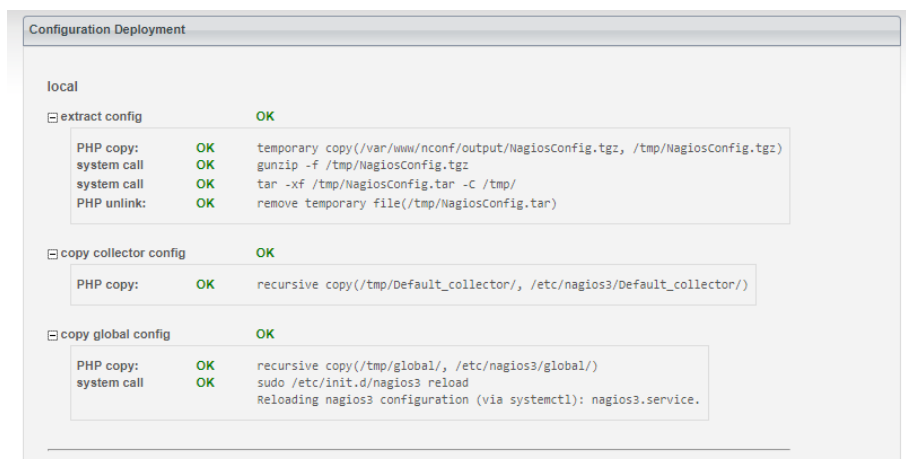 Configuration Deployment
local
extract config OK
PHP copy: OK temporary copy(/var/www/nconf/output/NagiosConfig.tgz, /tmp/NagiosConfig.tgz)
system call OK gunzip -f /tmp/NagiosConfig.tgz
system call OK tar -xf /tmp/NagiosConfig.tar -C /tmp/
PHP unlink: OK remove temporary file(/tmp/NagiosConfig.tar)
copy collector config OK
PHP copy: OK recursive copy(/tmp/Default_collector/, /etc/nagios3/Default_collector/)
copy global config OK
PHP copy: OK recursive copy(/tmp/global/, /etc/nagios3/global/)
system call OK sudo /etc/init.d/nagios3 reload
Reloading nagios3 configuration (via systemctl): nagios3.service.